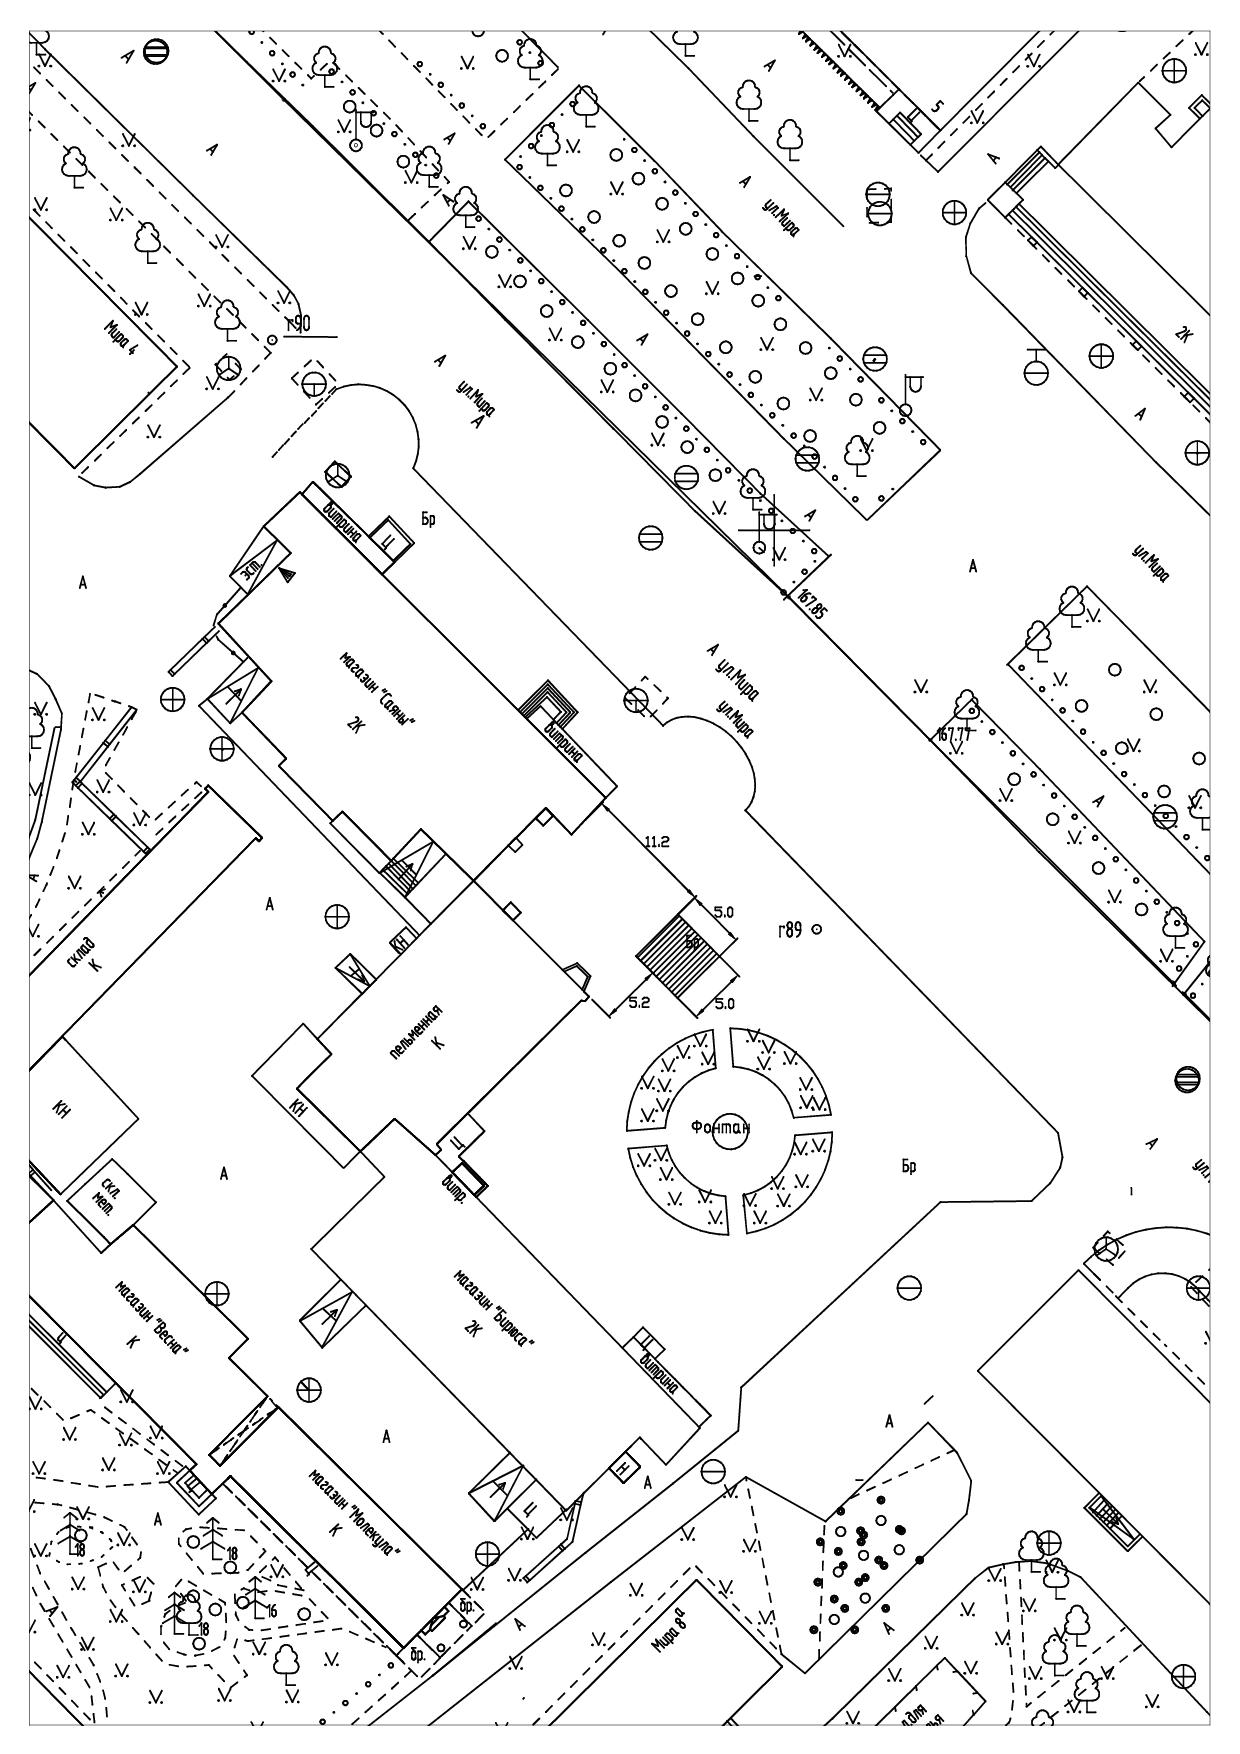 А
А
5
А
А
А
А
ул.Мира
А
г90
Мира 4
2К
А
А
ул.Мира
А
А
витрина
Ц
Бр
А
ул.Мира
А
А
167.85
А
ул.Мира
ул.Мира
магазин "Саяны"
2К
витрина
167.77
А
11.2
5.0
г89
А
склад
К
КН
5.2
5.0
пельменная
К
КН
КН
Фонтан
Ц
Бр
А
А
скл.
мет.
витр.
магазин "Весна"
К
Ц
магазин "Бирюса"
2К
Ц
витрина
А
А
А
Н
Ц
Ц
магазин "Молекула"
К
А
18
18
16
18
бр.
бр.
А
Мира 8а
А
А